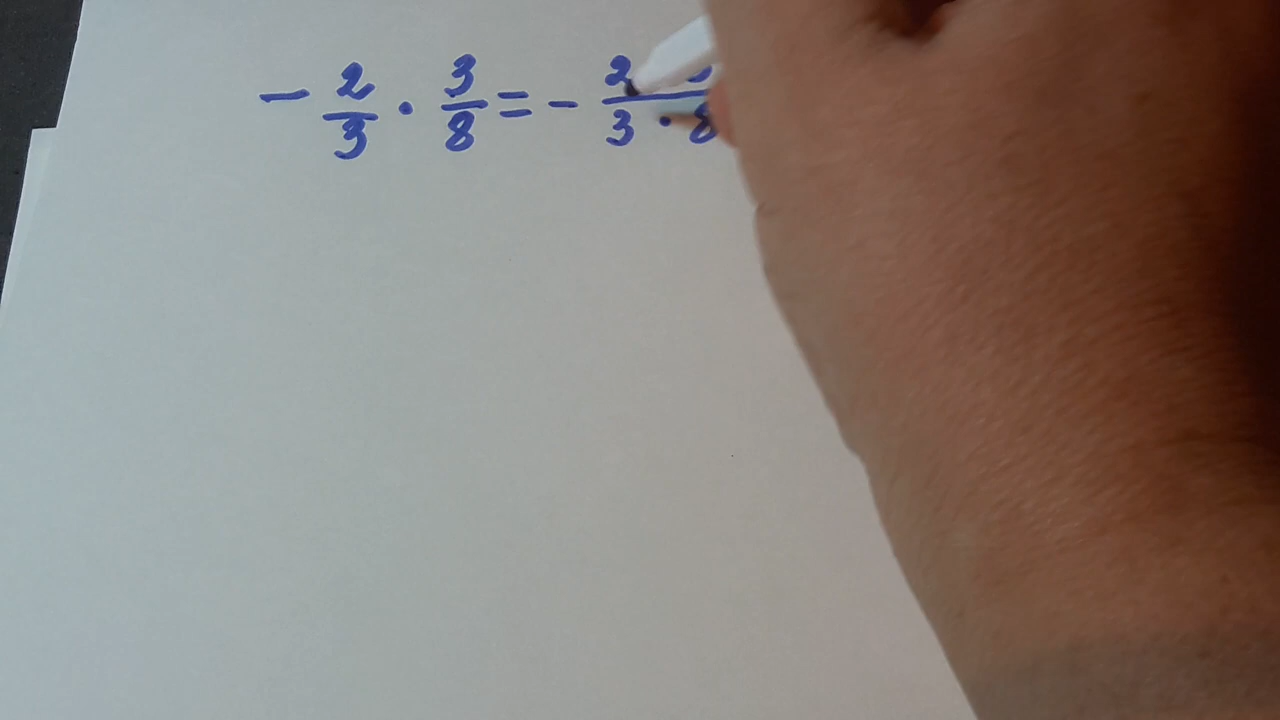 - 2/3 · 3/8 = - 2/3 · 8